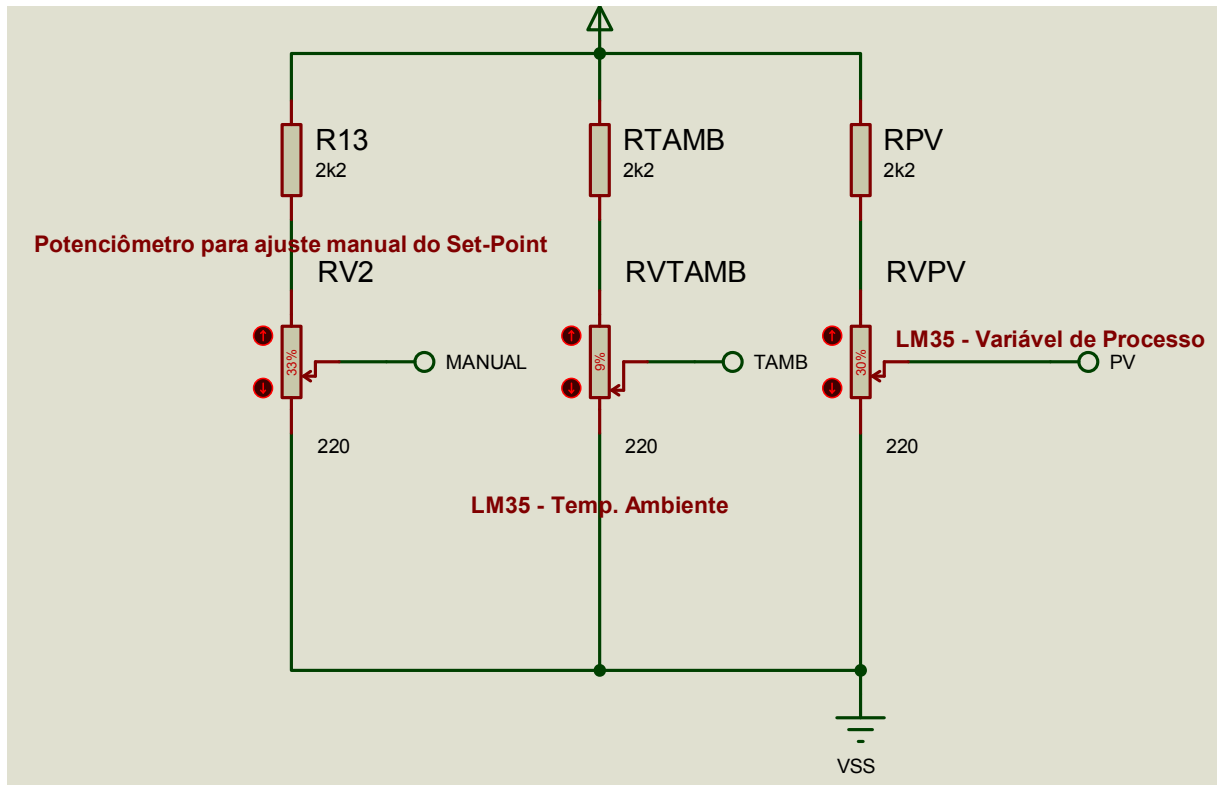 R13
2k2
RTAMB
2k2
RPV
2k2
Potenciômetro para ajuste manual do Set-Point
RV2
RVTAMB
RVPV
33%
9%
30%
LM35 - Variável de Processo
MANUAL
TAMB
PV
220
220
220
LM35 - Temp. Ambiente
VSS